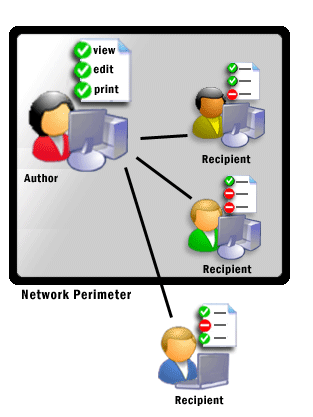 view
edit
print
Recipient
Author
Recipient
Network Perimeter
Recipient